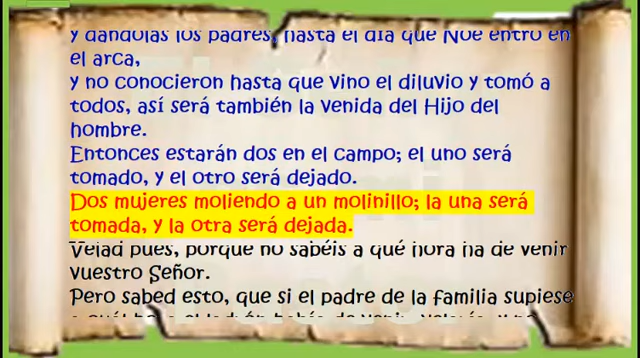 y dándolas los padres, hasta el día que Noé entró en
el arca,
y no conocieron hasta que vino el diluvio y tomó a
todos, así será también la venida del Hijo del
hombre.
Entonces estarán dos en el campo; el uno será
tomado, y el otro será dejado.
Dos mujeres moliendo a un molinillo; la una será
tomada, y la otra será dejada.
Velad pues, porque no sabéis a qué hora ha de venir
vuestro Señor.
Pero sabed esto, que si el padre de la familia supiese